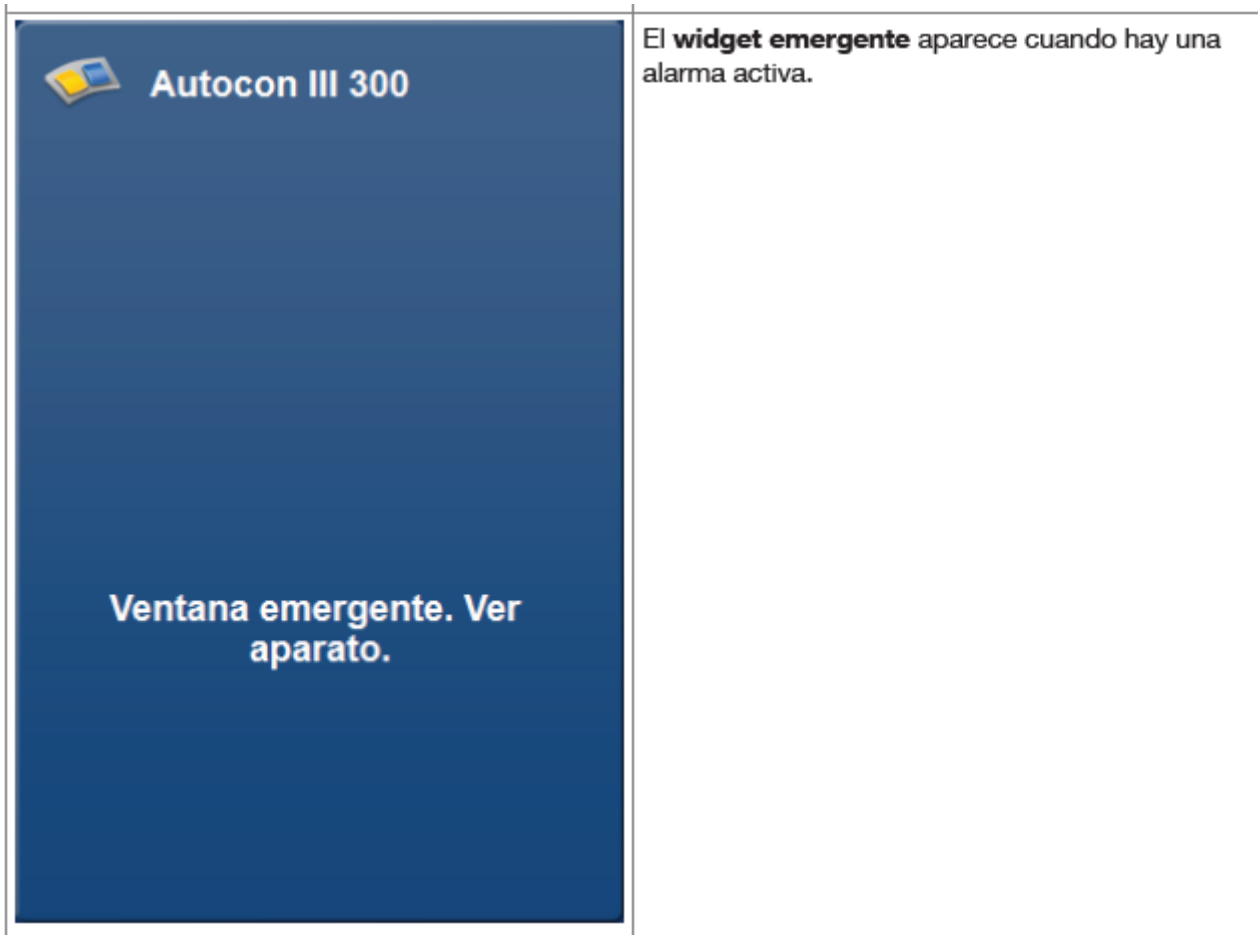 Autocon III 300
Ventana emergente. Ver
aparato.
El widget emergente aparece cuando hay una
alarma activa.